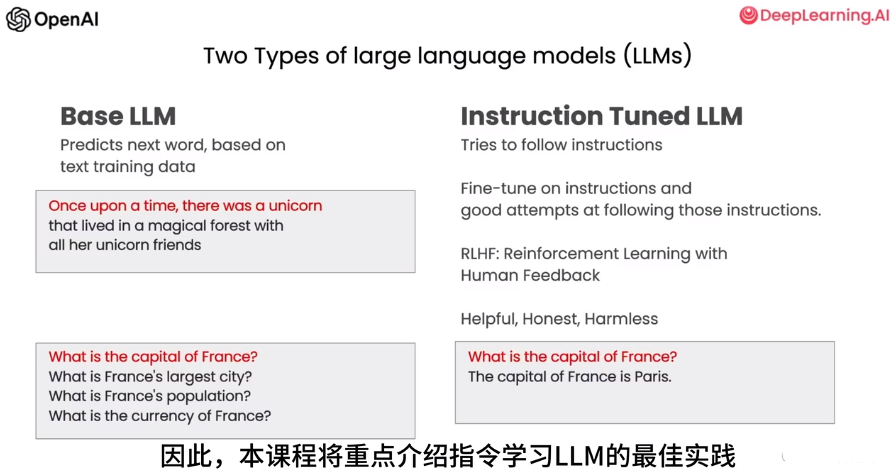 OpenAI
DeepLearning.AI
Two Types of large language models (LLMs)
Base LLM
Predicts next word, based on
text training data
Once upon a time, there was a unicorn
that lived in a magical forest with
all her unicorn friends
What is the capital of France?
What is France's largest city?
What is France's population?
What is the currency of France?
Instruction Tuned LLM
Tries to follow instructions
Fine-tune on instructions and
good attempts at following those instructions.
RLHF: Reinforcement Learning with
Human Feedback
Helpful, Honest, Harmless
What is the capital of France?
The capital of France is Paris.
因此，本课程将重点介绍指令学习LLM的最佳实践